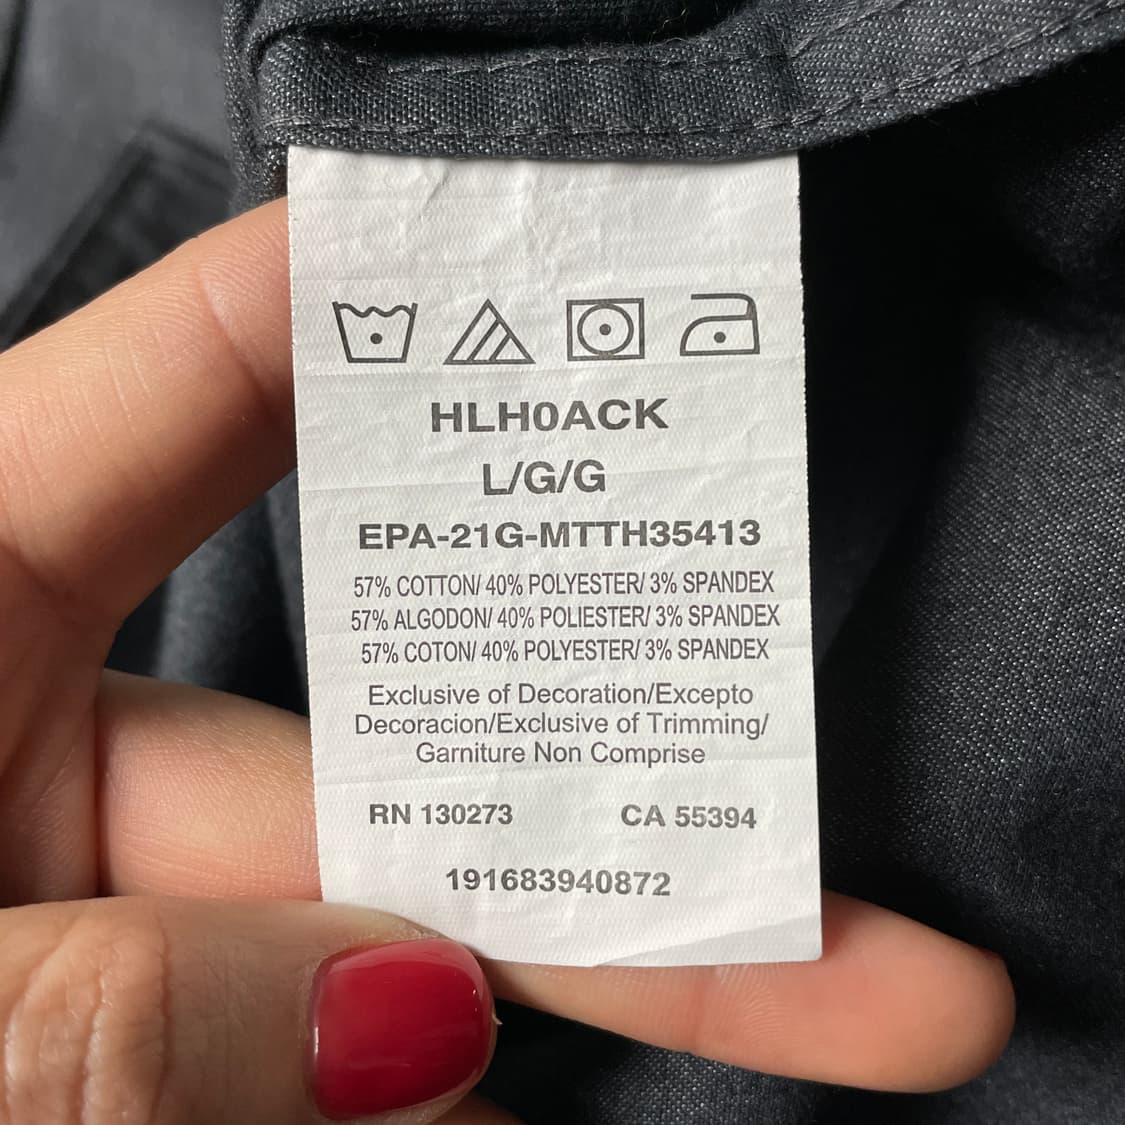 HLH0ACK
L/G/G
EPA-21G-MTTH35413
57% COTTON/ 40% POLYESTER/ 3% SPANDEX
57% ALGODON/ 40% POLIESTER/ 3% SPANDEX
57% COTON/ 40% POLYESTER/ 3% SPANDEX
Exclusive of Decoration/Excepto
Decoracion/Exclusive of Trimming/
Garniture Non Comprise
RN 130273 CA 55394
191683940872